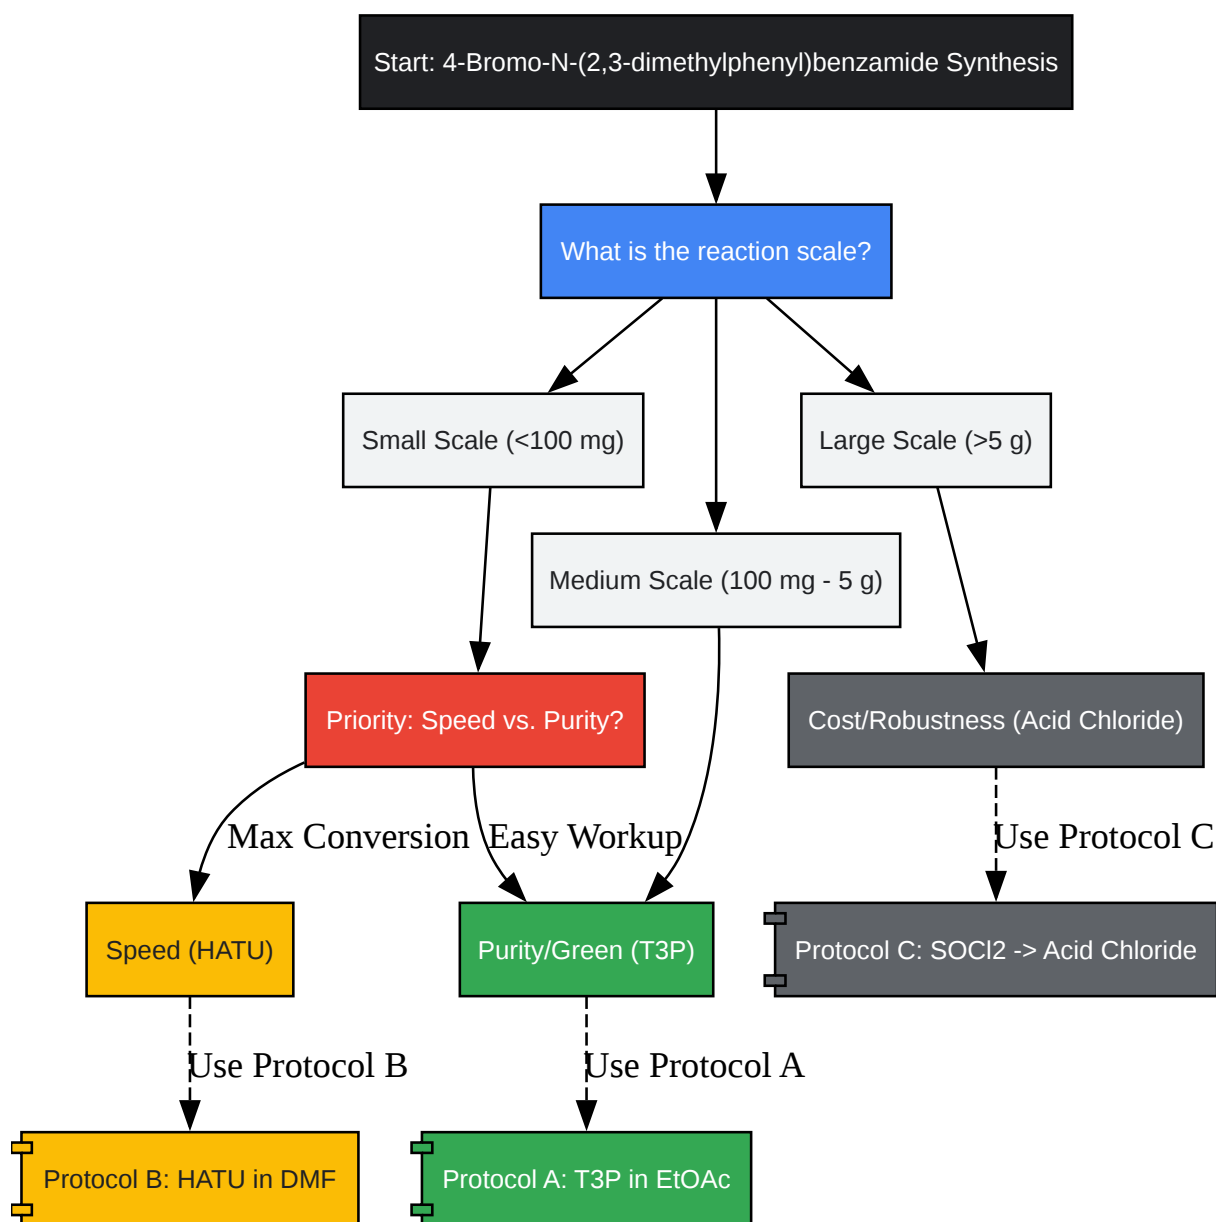 Start: 4-Bromo-N-(2,3-dimethylphenyl)benzamide Synthesis
What is the reaction scale?
Small Scale (<100 mg)
Large Scale (>5 g)
Medium Scale (100 mg - 5 g)
Priority: Speed vs. Purity?
Cost/Robustness (Acid Chloride)
Max Conversion
Easy Workup
Use Protocol C
Speed (HATU)
Purity/Green (T3P)
Protocol C: SOCl2 -> Acid Chloride
Use Protocol B
Use Protocol A
Protocol B: HATU in DMF
Protocol A: T3P in EtOAc